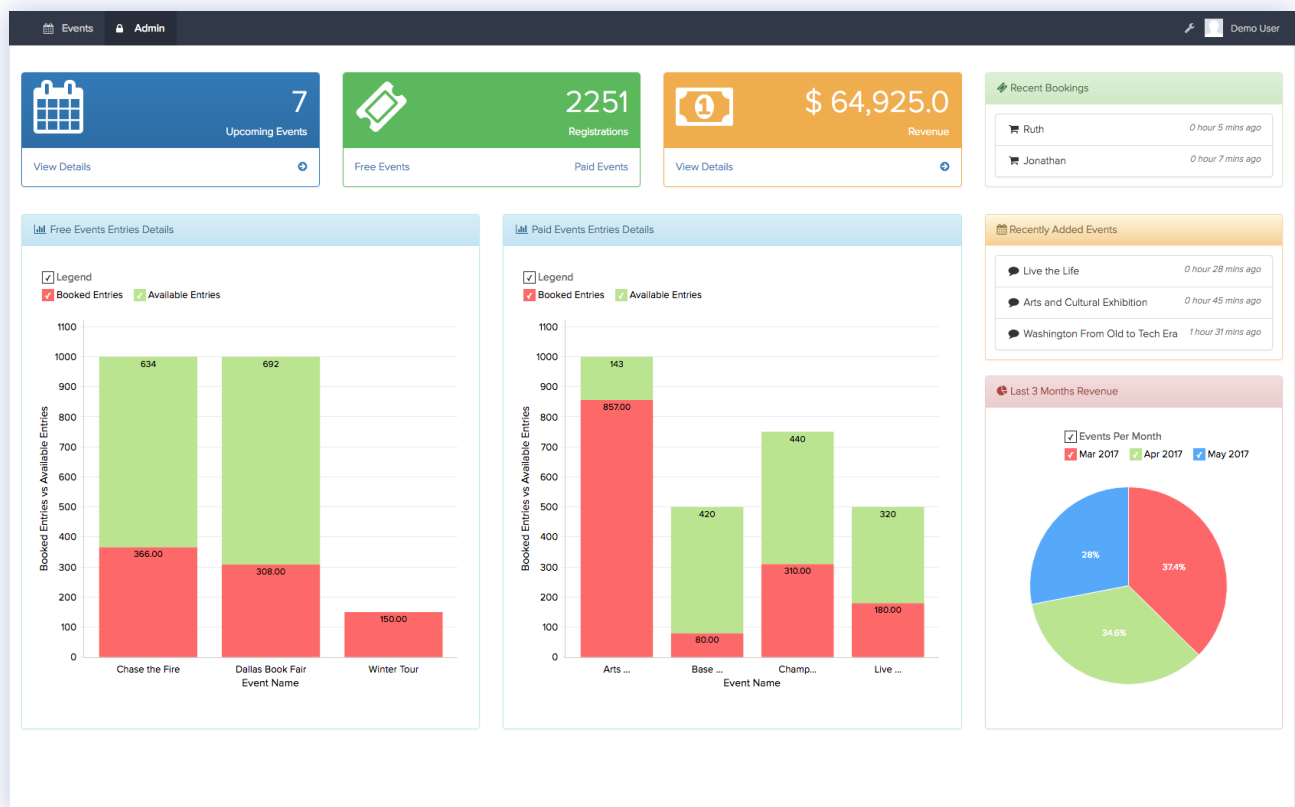 Events Admin Demo User
7
Upcoming Events
View Details
2251
Registrations
Free Events Paid Events
1
$ 64,925.0
Revenue
View Details
Recent Bookings
Ruth 0 hour 5 mins ago
Jonathan 0 hour 7 mins ago
Free Events Entries Details
Legend
Booked Entries Available Entries
Booked Entries vs Available Entries
1100
1000
900
800
700
600
500
400
300
200
100
0
634
692
366.00
308.00
150.00
Chase the Fire Dallas Book Fair Winter Tour
Event Name
Paid Events Entries Details
Legend
Booked Entries Available Entries
Booked Entries vs Available Entries
1100
1000
900
800
700
600
500
400
300
200
100
0
143
857.00
420
80.00
440
310.00
320
180.00
Arts ... Base ... Champ... Live ...
Event Name
Recently Added Events
Live the Life 0 hour 28 mins ago
Arts and Cultural Exhibition 0 hour 45 mins ago
Washington From Old to Tech Era 1 hour 31 mins ago
Last 3 Months Revenue
Events Per Month
Mar 2017 Apr 2017 May 2017
28%
37.4%
34.6%